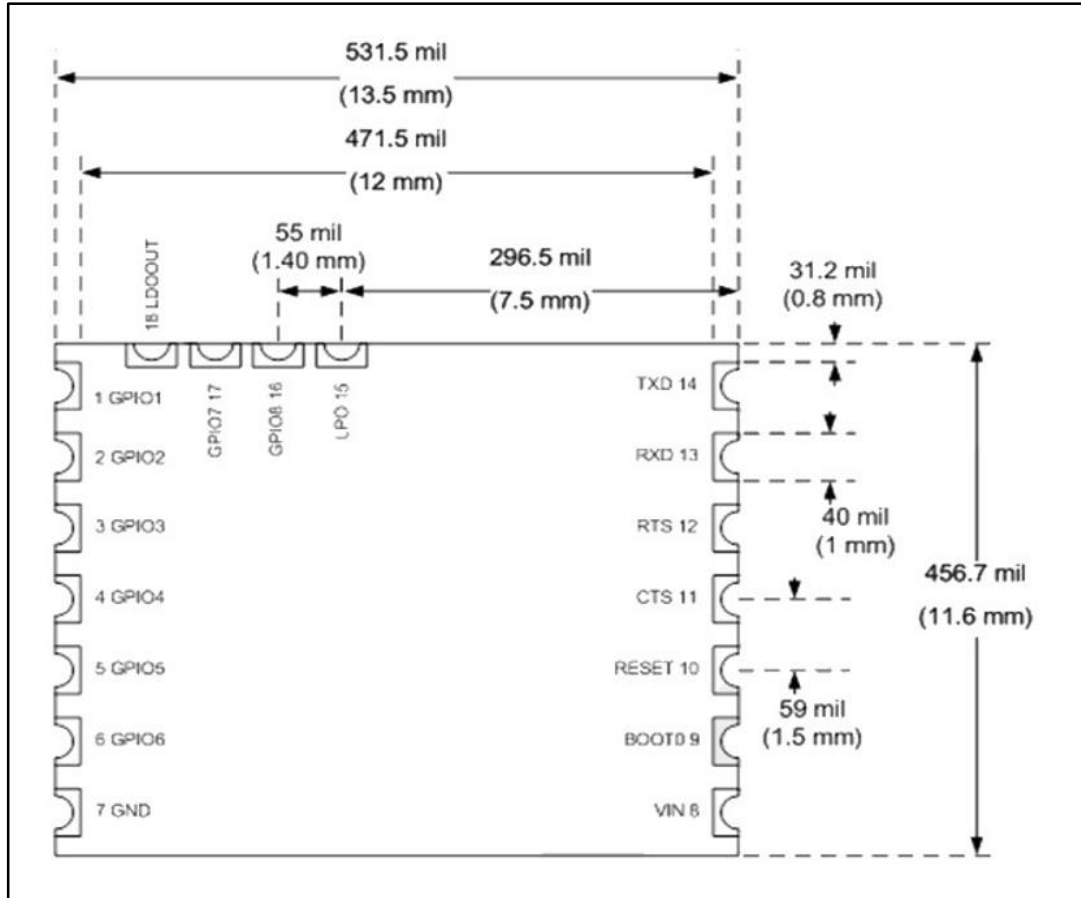 531.5 mil
(13.5 mm)
471.5 mil
(12 mm)
55 mil
(1.40 mm)
296.5 mil
(7.5 mm)
31.2 mil
(0.8 mm)
18 LDOOUT
GPIO7 17
GPIO8 16
LPO 15
1 GPIO1
2 GPIO2
3 GPIO3
4 GPIO4
5 GPIO5
6 GPIO6
7 GND
TXD 14
RXD 13
RTS 12
CTS 11
RESET 10
BOOT0 9
VIN 8
40 mil
(1 mm)
59 mil
(1.5 mm)
456.7 mil
(11.6 mm)